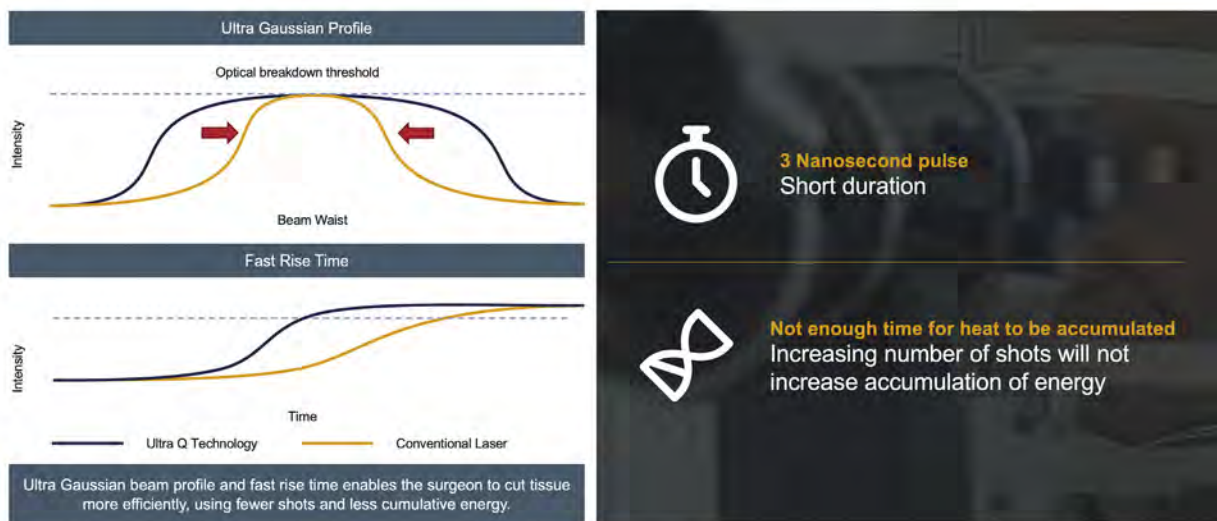 Ultra Gaussian Profile
Optical breakdown threshold
Intensity
Beam Waist
Fast Rise Time
Intensity
Time
Ultra Q Technology
Conventional Laser
Ultra Gaussian beam profile and fast rise time enables the surgeon to cut tissue
more efficiently, using fewer shots and less cumulative energy.
3 Nanosecond pulse
Short duration
Not enough time for heat to be accumulated
Increasing number of shots will not
increase accumulation of energy